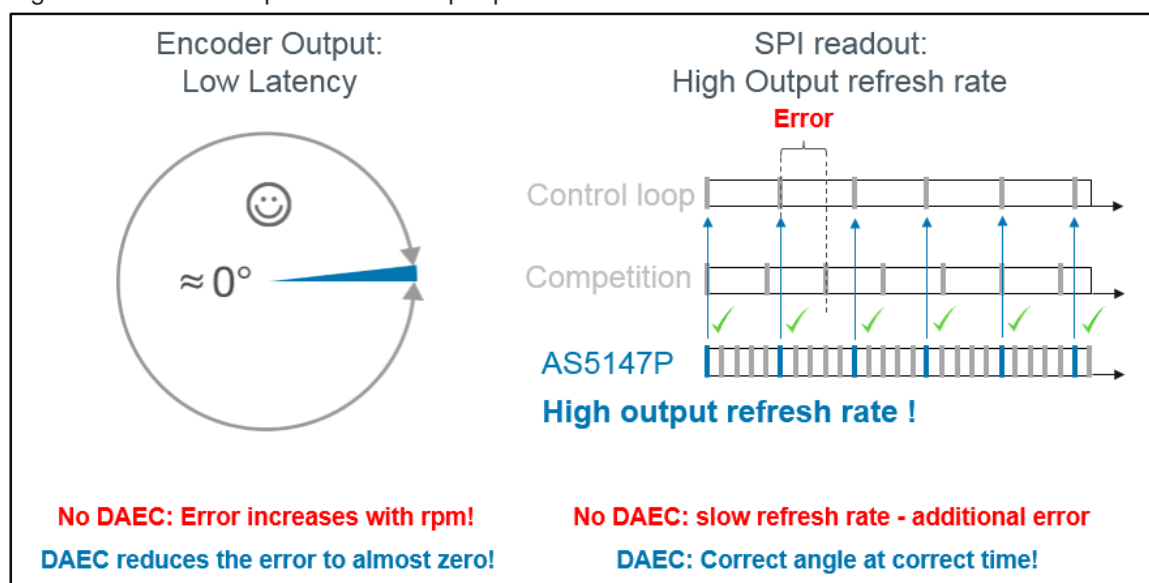 Encoder Output:
Low Latency
≈0°
No DAEC: Error increases with rpm!
DAEC reduces the error to almost zero!
SPI readout:
High Output refresh rate
Error
Control loop
Competition
AS5147P
High output refresh rate !
No DAEC: slow refresh rate - additional error
DAEC: Correct angle at correct time!